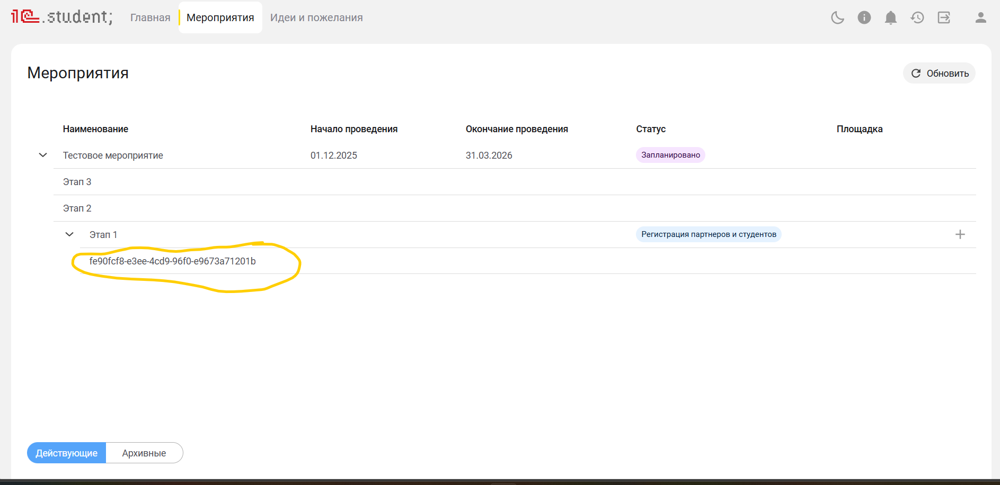 1С.student;
Главная
Мероприятия
Идеи и пожелания
Мероприятия
Обновить
Наименование Начало проведения Окончание проведения Статус Площадка
Тестовое мероприятие 01.12.2025 31.03.2026 Запланировано
Этап 3
Этап 2
Этап 1 Регистрация партнеров и студентов
fe90fcf8-e3ee-4cd9-96f0-e9673a71201b
Действующие
Архивные